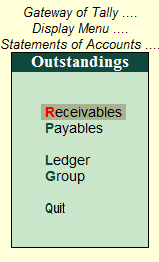 Gateway of Tally ....
Display Menu ....
Statements of Accounts ....
Outstandings
Receivables
Payables
Ledger
Group
Quit